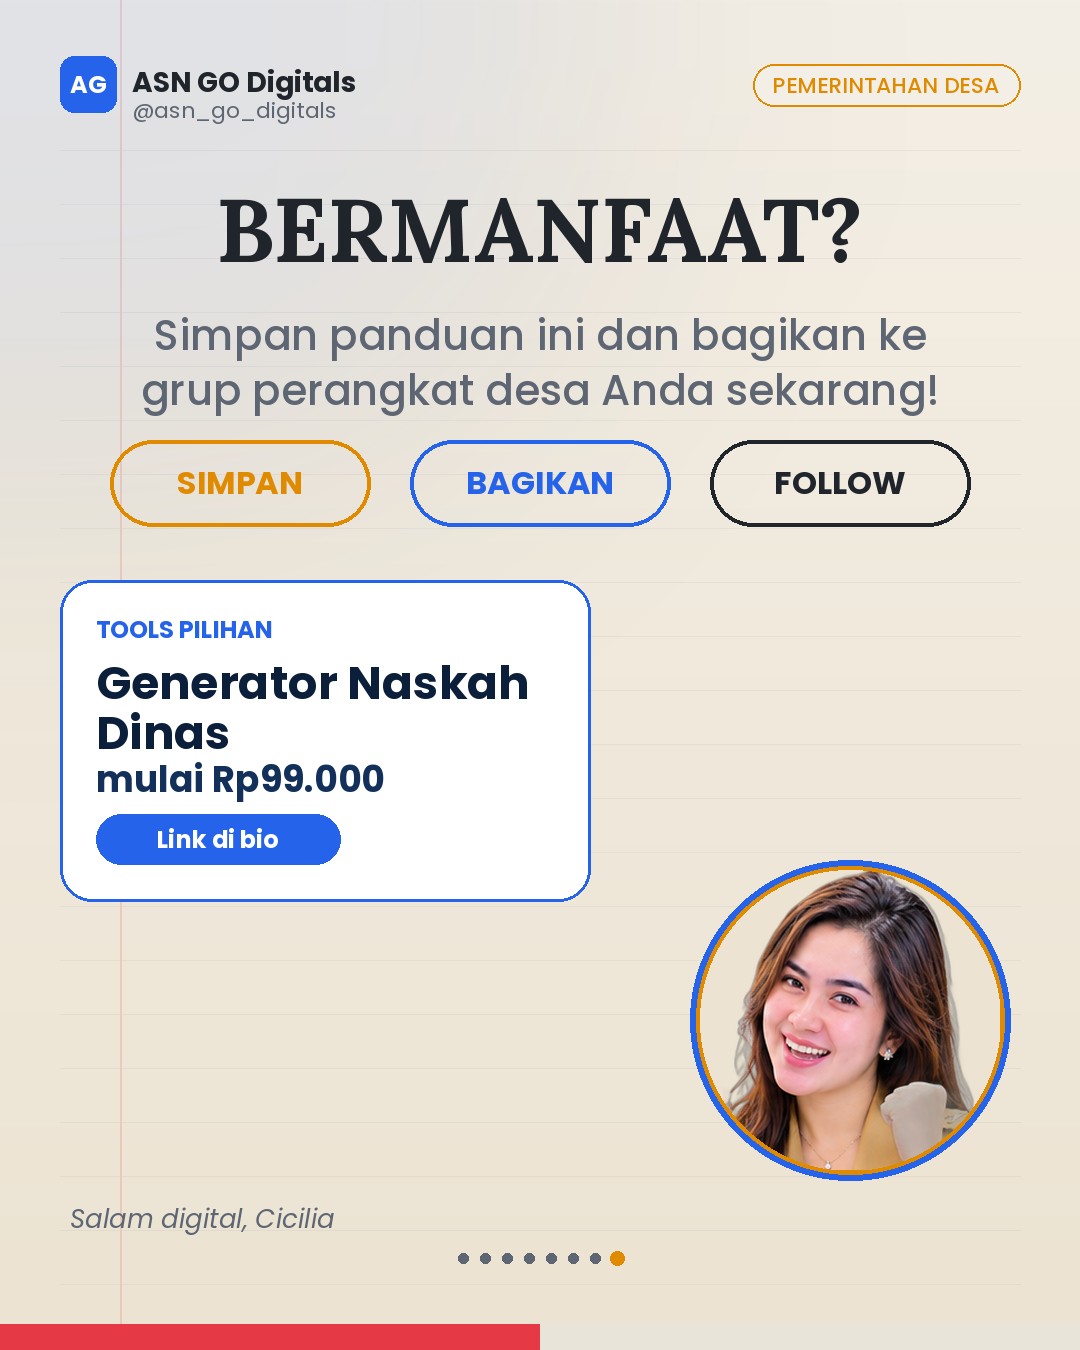 AG
ASN GO Digitals
@asn_go_digitals
PEMERINTAHAN DESA
BERMANFAAT?
Simpan panduan ini dan bagikan ke
grup perangkat desa Anda sekarang!
SIMPAN
BAGIKAN
FOLLOW
TOOLS PILIHAN
Generator Naskah
Dinas
mulai Rp99.000
Link di bio
Salam digital, Cicilia